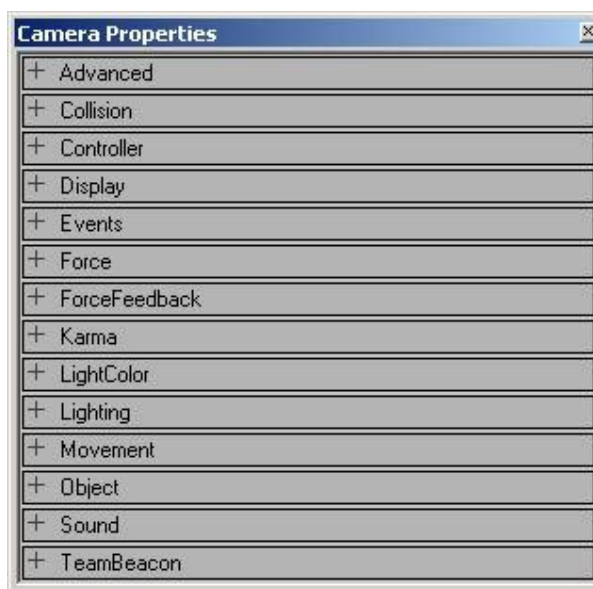 Camera Properties
Advanced
Collision
Controller
Display
Events
Force
ForceFeedback
Karma
LightColor
Lighting
Movement
Object
Sound
TeamBeacon